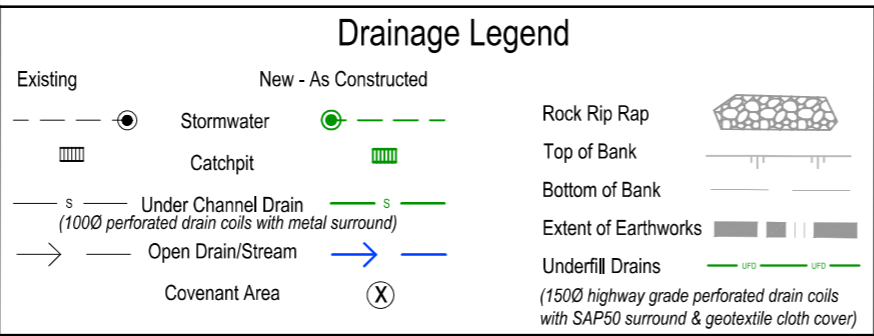 Drainage Legend
Existing
New - As Constructed
Stormwater
Catchpit
S Under Channel Drain S
(100Ø perforated drain coils with metal surround)
Open Drain/Stream
Covenant Area X
Rock Rip Rap
Top of Bank
Bottom of Bank
Extent of Earthworks
Underfill Drains UFD UFD
(150Ø highway grade perforated drain coils
with SAP50 surround & geotextile cloth cover)